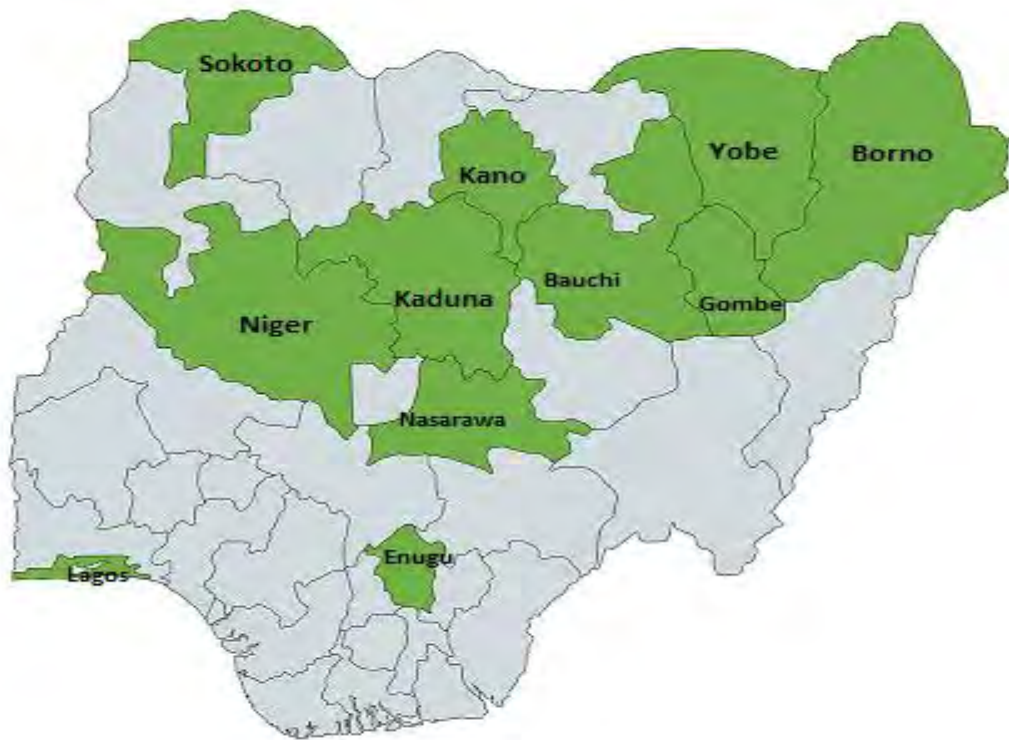 Sokoto
Yobe
Borno
Kano
Bauchi
Kaduna
Gombe
Niger
Nasarawa
Enugu
Lagos